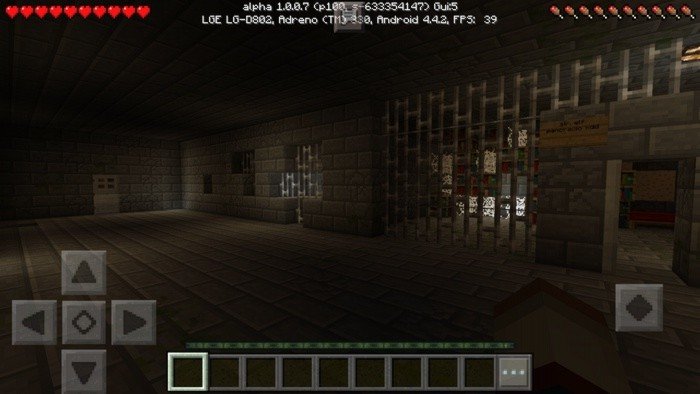 alpha 1.0.0.7 (p100, s-633354147) Gui:5
LGE LG-D802, Adreno (TM) 330, Android 4.4.2, FPS: 39